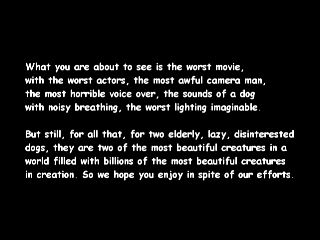 What you are about to see is the worst movie,
with the worst actors, the most awful camera man,
the most horrible voice over, the sounds of a dog
with noisy breathing, the worst lighting imaginable.
But still, for all that, for two elderly, lazy, disinterested
dogs, they are two of the most beautiful creatures in a
world filled with billions of the most beautiful creatures
in creation. So we hope you enjoy in spite of our efforts.